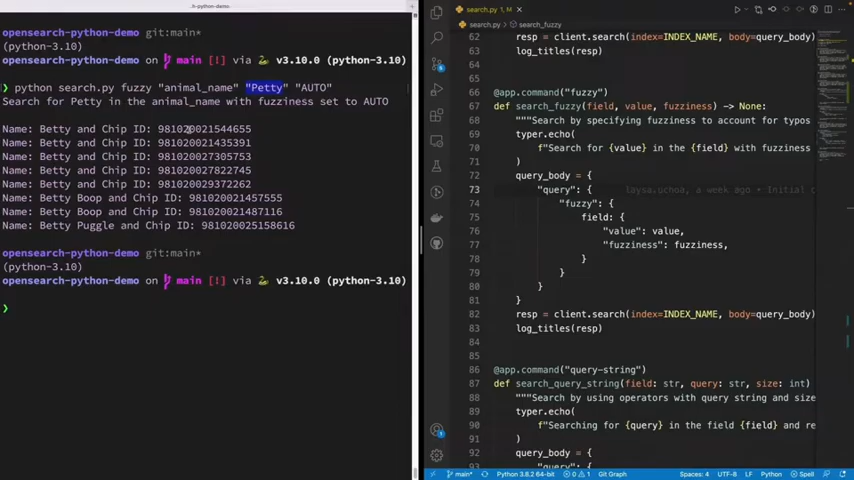 opensearch-python-demo
opensearch-python-demo git:main*
(python-3.10)
opensearch-python-demo on main [!] via v3.10.0 (python-3.10)
❯ python search.py fuzzy "animal_name" "Petty" "AUTO"
Search for Petty in the animal_name with fuzziness set to AUTO
Name: Betty and Chip ID: 981020021544655
Name: Betty and Chip ID: 981020021435391
Name: Betty and Chip ID: 981020027305753
Name: Betty and Chip ID: 981020027822745
Name: Betty and Chip ID: 981020029372262
Name: Betty Boop and Chip ID: 981020021457555
Name: Betty Boop and Chip ID: 981020021487116
Name: Betty Puggle and Chip ID: 981020025158616
opensearch-python-demo git:main*
(python-3.10)
opensearch-python-demo on main [!] via v3.10.0 (python-3.10)
❯
search.py 1, M
search.py > search_fuzzy
62 resp = client.search(index=INDEX_NAME, body=query_body)
63 log_titles(resp)
64
65
66 @app.command("fuzzy")
67 def search_fuzzy(field, value, fuzziness) -> None:
68 """Search by specifying fuzziness to account for typos
69 typer.echo(
70 f"Search for {value} in the {field} with fuzziness
71 )
72 query_body = {
73 "query": { laysa.uchoa, a week ago • Initial c
74 "fuzzy": {
75 field: {
76 "value": value,
77 "fuzziness": fuzziness,
78 }
79 }
80 }
81 }
82 resp = client.search(index=INDEX_NAME, body=query_body)
83 log_titles(resp)
84
85
86 @app.command("query-string")
87 def search_query_string(field: str, query: str, size: int)
88 """Search by using operators with query string and size
89 typer.echo(
90 f"Searching for {query} in the field {field} and re
91 )
92 query_body = {
93 "query": {
main* Python 3.8.2 64-bit 0 1 Git Graph Spaces: 4 UTF-8 LF Python Spell